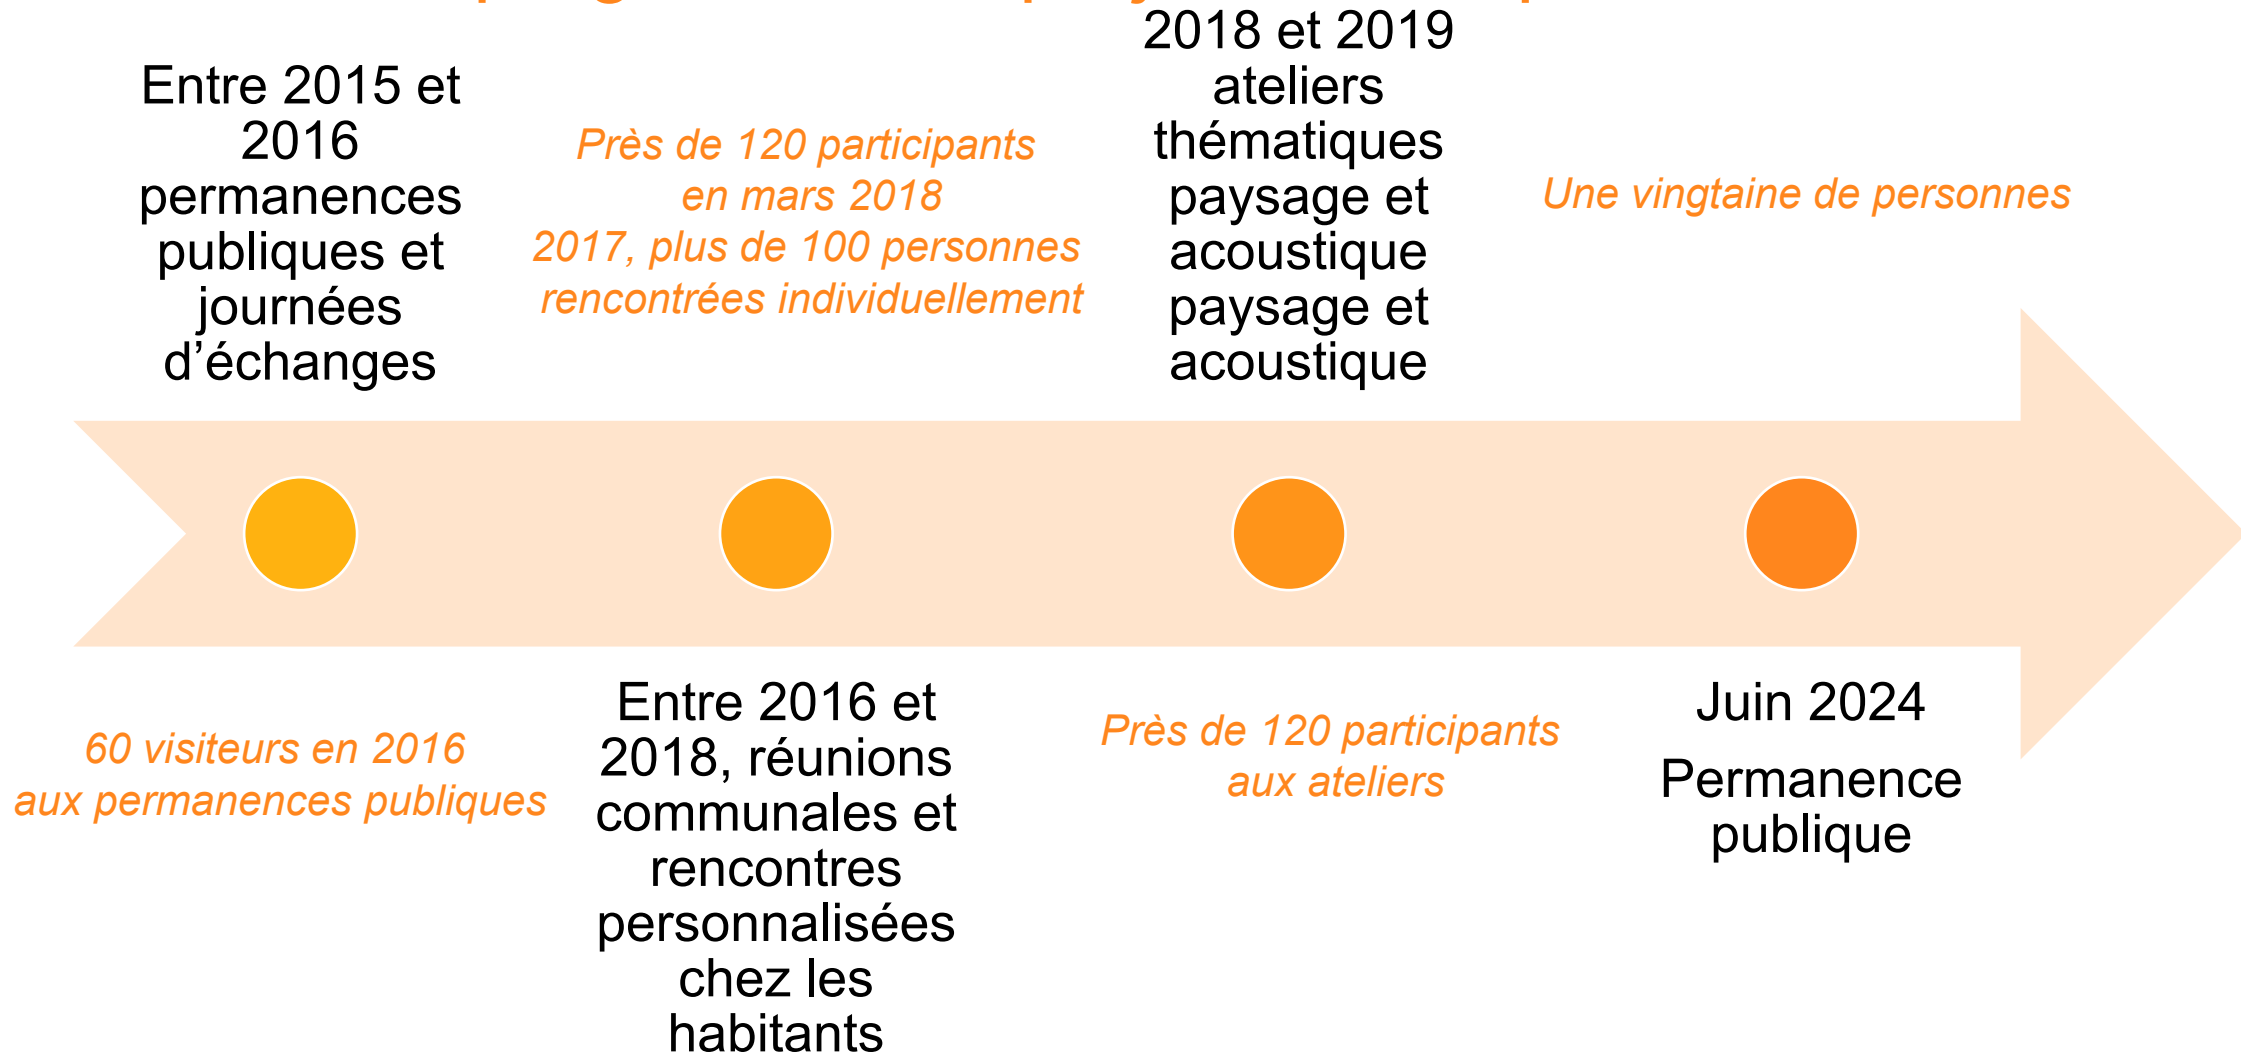 Entre 2015 et
2016
permanences
publiques et
journées
d’échanges
60 visiteurs en 2016
aux permanences publiques
Près de 120 participants
en mars 2018
2017, plus de 100 personnes
rencontrées individuellement
Entre 2016 et
2018, réunions
communales et
rencontres
personnalisées
chez les
habitants
2018 et 2019
ateliers
thématiques
paysage et
acoustique
paysage et
acoustique
Près de 120 participants
aux ateliers
Une vingtaine de personnes
Juin 2024
Permanence
publique